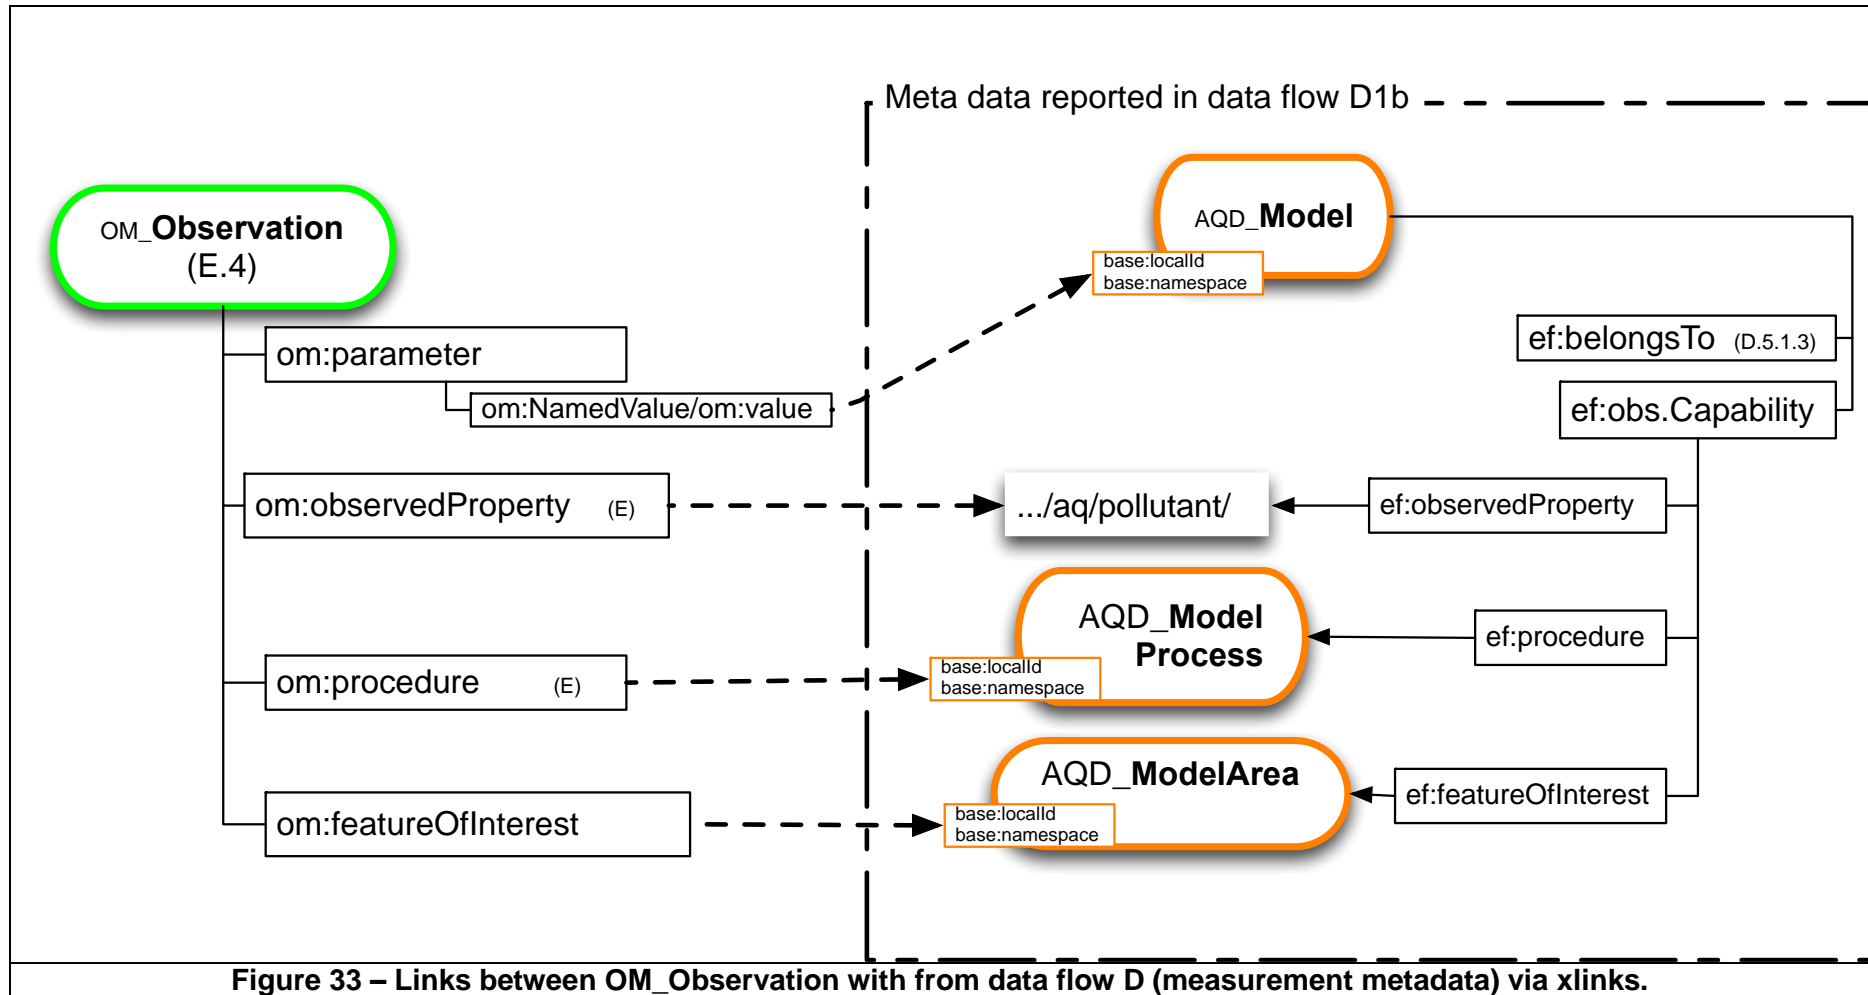 Meta data reported in data flow D1b
OM_Observation
(E.4)
AQD_Model
base:localId
base:namespace
om:parameter
om:NamedValue/om:value
ef:belongsTo (D.5.1.3)
ef:obs.Capability
om:observedProperty (E)
.../aq/pollutant/
ef:observedProperty
AQD_Model
Process
base:localId
base:namespace
ef:procedure
om:procedure (E)
AQD_ModelArea
base:localId
base:namespace
ef:featureOfInterest
om:featureOfInterest
Figure 33 – Links between OM_Observation with from data flow D (measurement metadata) via xlinks.